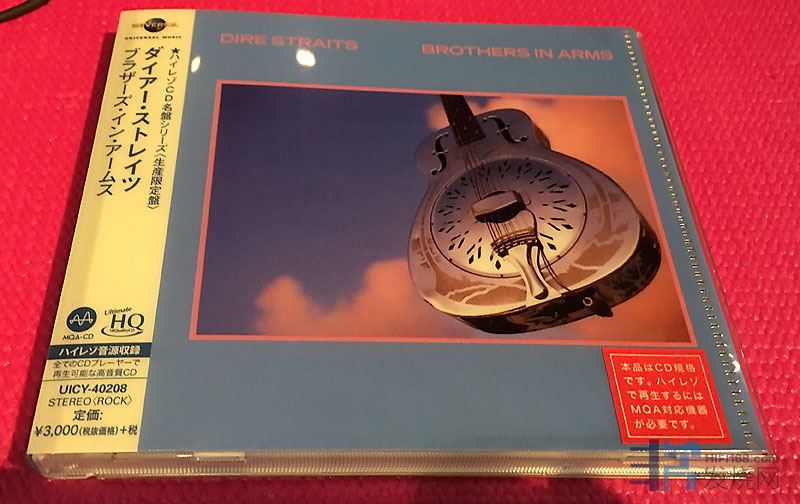 UNIVERSAL
UNIVERSAL MUSIC
★ハイレゾCD名盤シリーズ〈生産限定盤〉
ダイアー・ストレイツ
ブラザーズ・イン・アームス
MQA-CD
Ultimate
HQ
HiQualityCD
ハイレゾ音源収録
全てのCDプレーヤーで
再生可能な高音質CD
UICY-40208
STEREO〈ROCK〉
定価:
¥3,000(税抜価格)+税
DIRE STRAITS
BROTHERS IN ARMS
本品はCD規格
です。ハイレゾ
で再生するには
MQA対応機器
が必要です。
发烧网